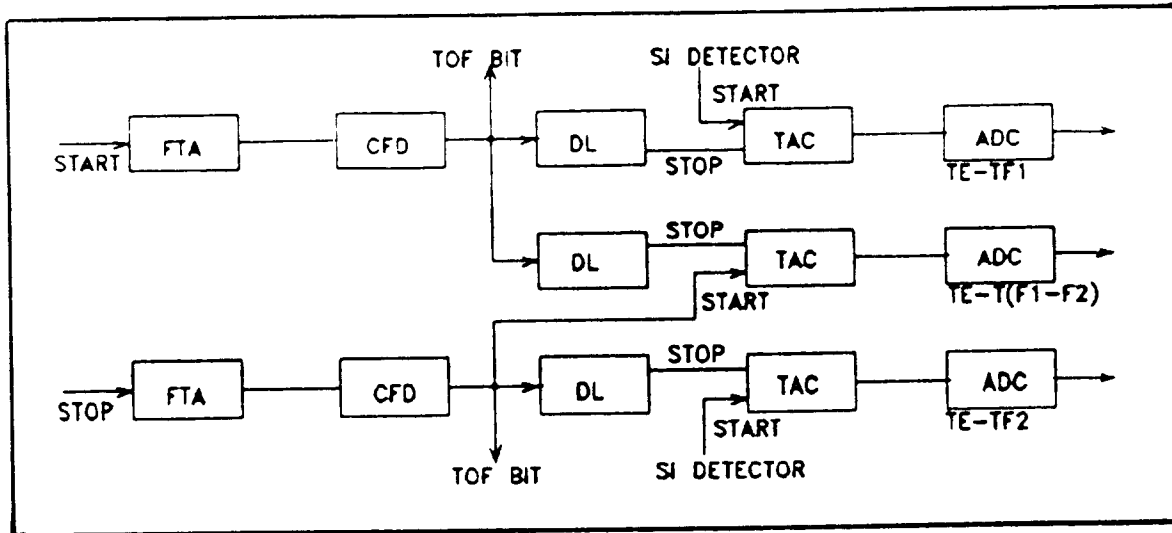 TOF BIT
SI DETECTOR
START
FTA
CFD
DL
TAC
ADC
START
STOP
TE-TF1
STOP
DL
TAC
ADC
START
TE-T(F1-F2)
STOP
FTA
CFD
DL
TAC
ADC
STOP
START
TE-TF2
TOF BIT
SI DETECTOR